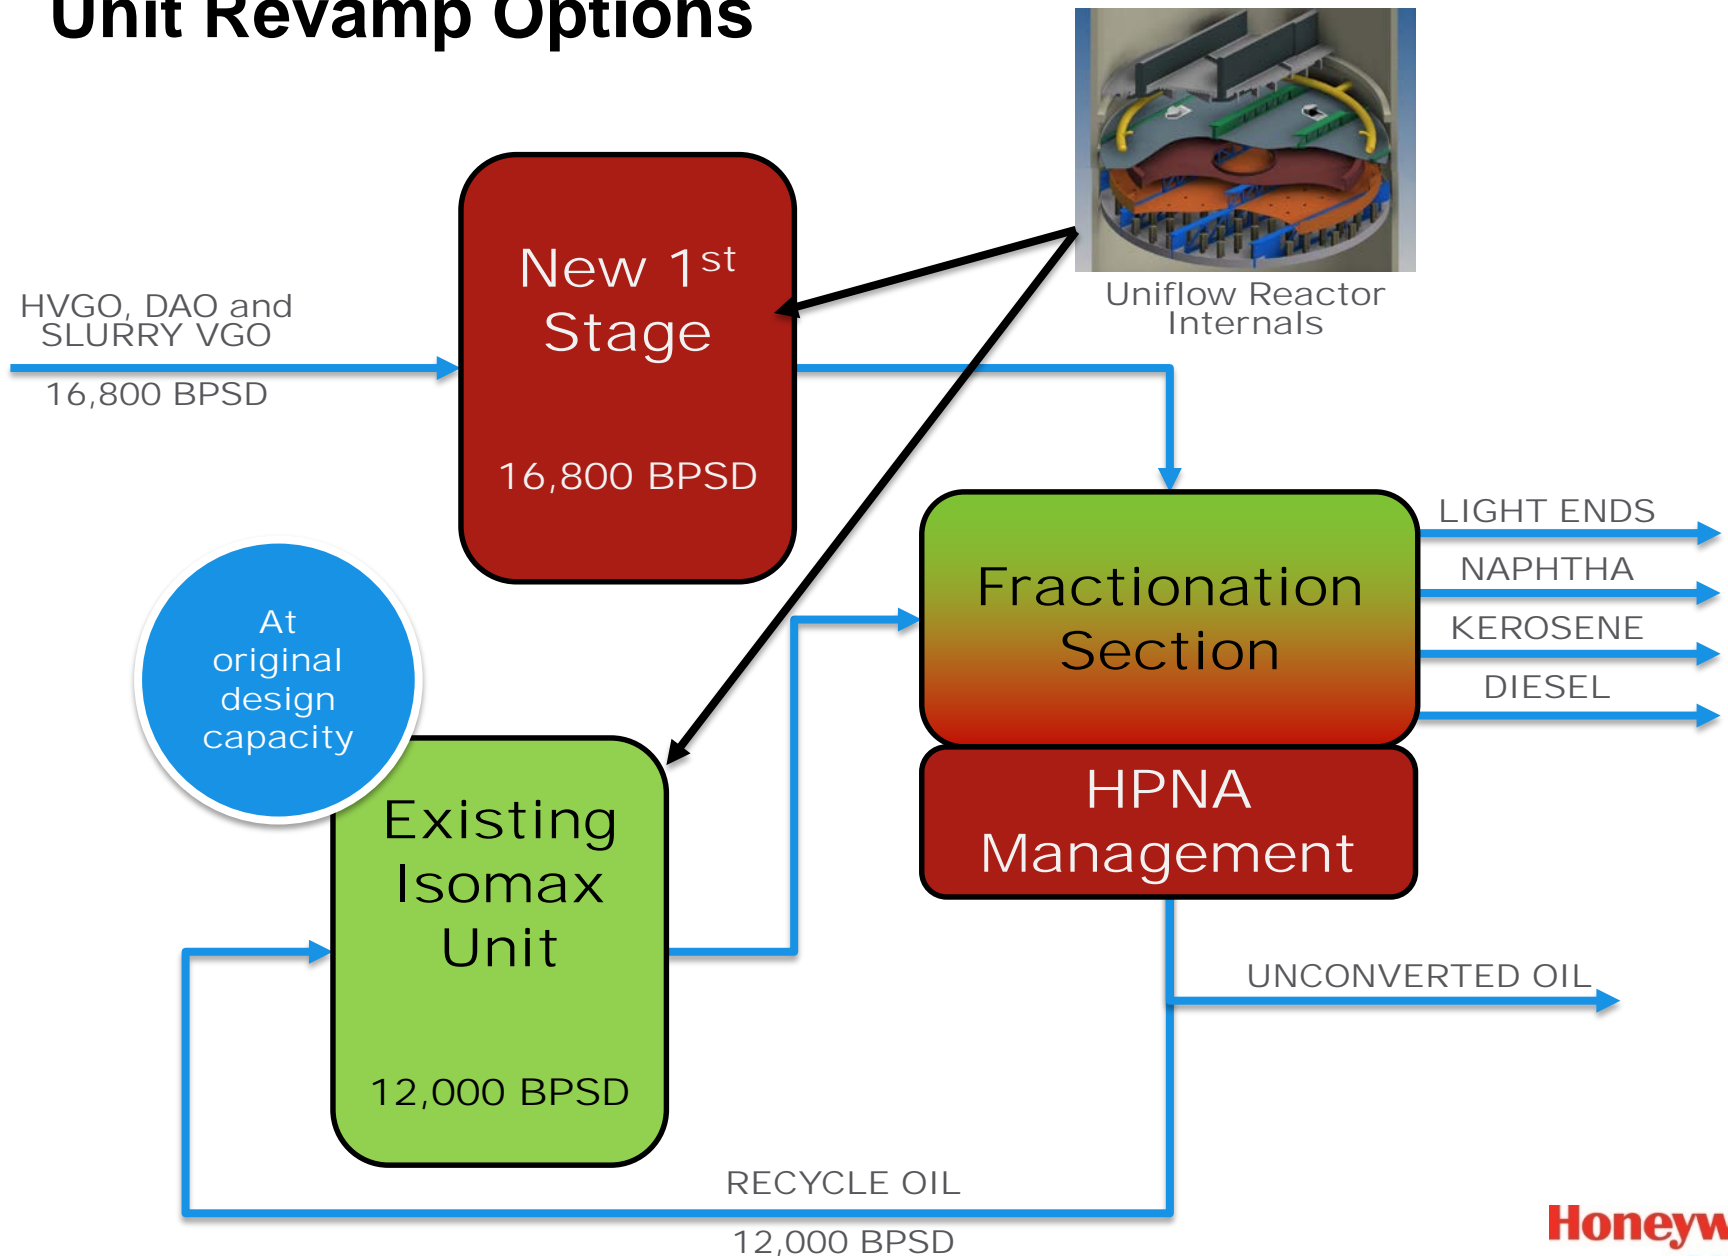 Unit Revamp Options
New 1st
Stage
16,800 BPSD
HVGO, DAO and
SLURRY VGO
16,800 BPSD
Uniflow Reactor
Internals
At
original
design
capacity
Existing
Isomax
Unit
12,000 BPSD
Fractionation
Section
HPNA
Management
LIGHT ENDS
NAPHTHA
KEROSENE
DIESEL
UNCONVERTED OIL
RECYCLE OIL
12,000 BPSD
Honeyw